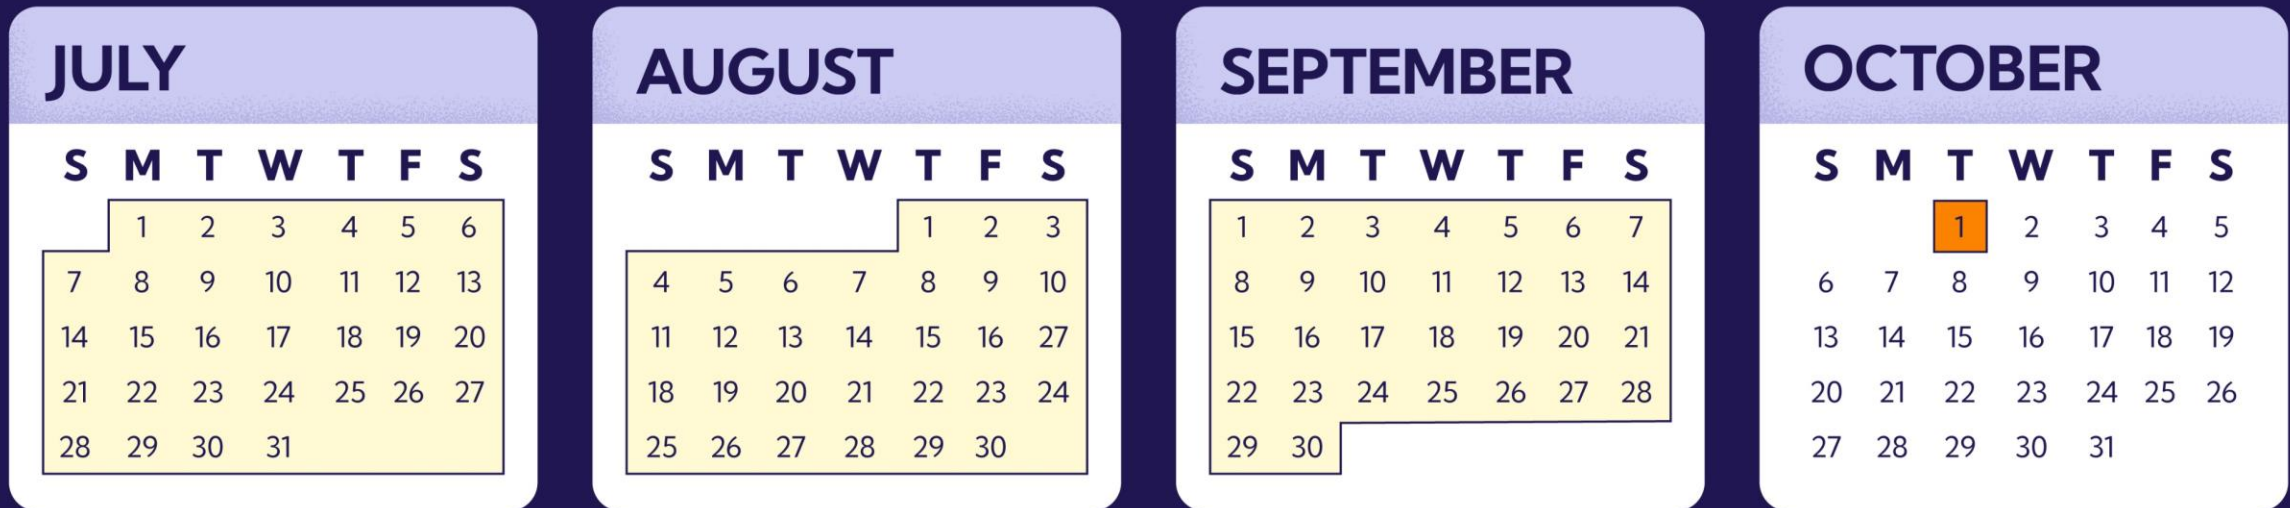 JULY
S M T W T F S
1 2 3 4 5 6
7 8 9 10 11 12 13
14 15 16 17 18 19 20
21 22 23 24 25 26 27
28 29 30 31
AUGUST
S M T W T F S
1 2 3
4 5 6 7 8 9 10
11 12 13 14 15 16 27
18 19 20 21 22 23 24
25 26 27 28 29 30
SEPTEMBER
S M T W T F S
1 2 3 4 5 6 7
8 9 10 11 12 13 14
15 16 17 18 19 20 21
22 23 24 25 26 27 28
29 30
OCTOBER
S M T W T F S
1 2 3 4 5
6 7 8 9 10 11 12
13 14 15 16 17 18 19
20 21 22 23 24 25 26
27 28 29 30 31